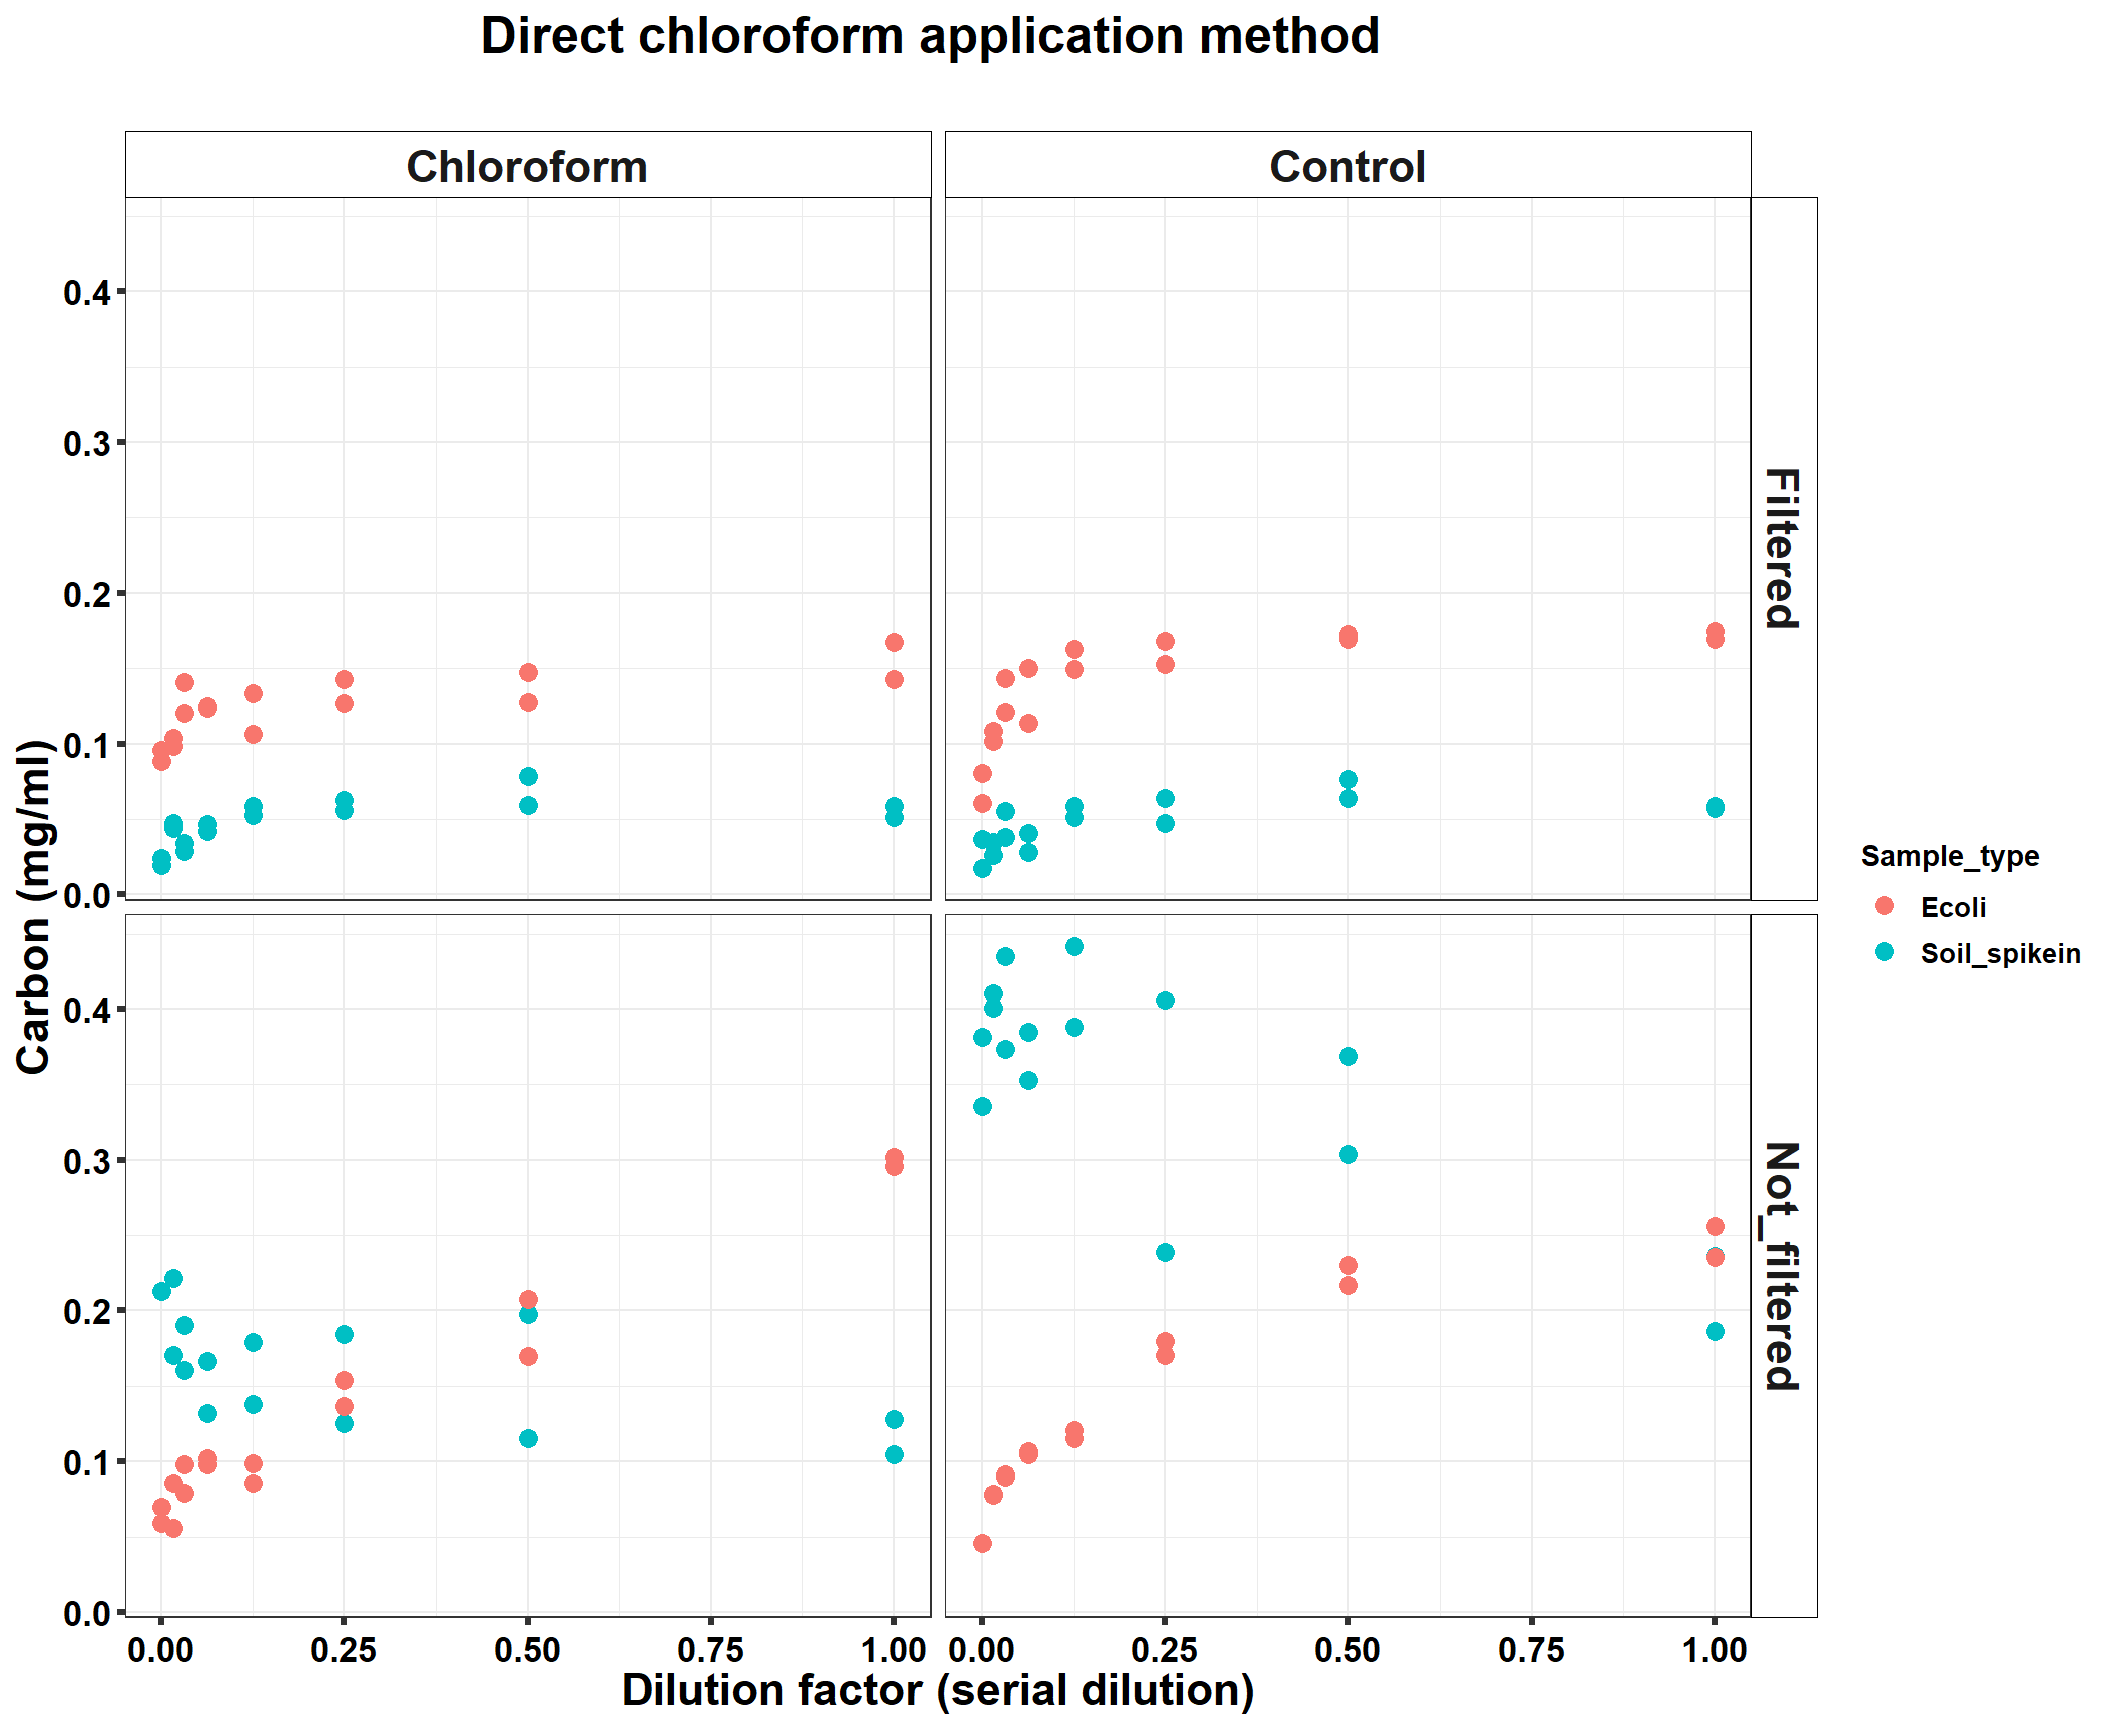 Direct chloroform application method
Chloroform
Control
Filtered
Not_filtered
Carbon (mg/ml)
0.4
0.3
0.2
0.1
0.0
0.4
0.3
0.2
0.1
0.0
0.00 0.25 0.50 0.75 1.00
0.00 0.25 0.50 0.75 1.00
Dilution factor (serial dilution)
Sample_type
Ecoli
Soil_spikein